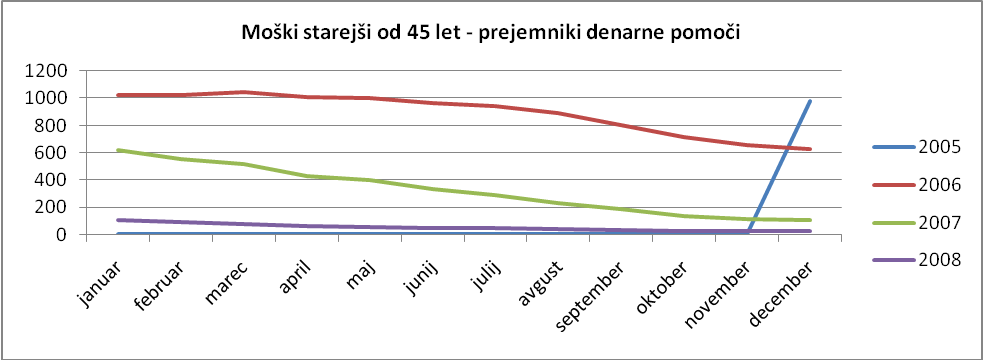 Moški starejši od 45 let - prejemniki denarne pomoči
1200
1000
800
600
400
200
0
januar
februar
marec
april
maj
junij
julij
avgust
september
oktober
november
december
2005
2006
2007
2008